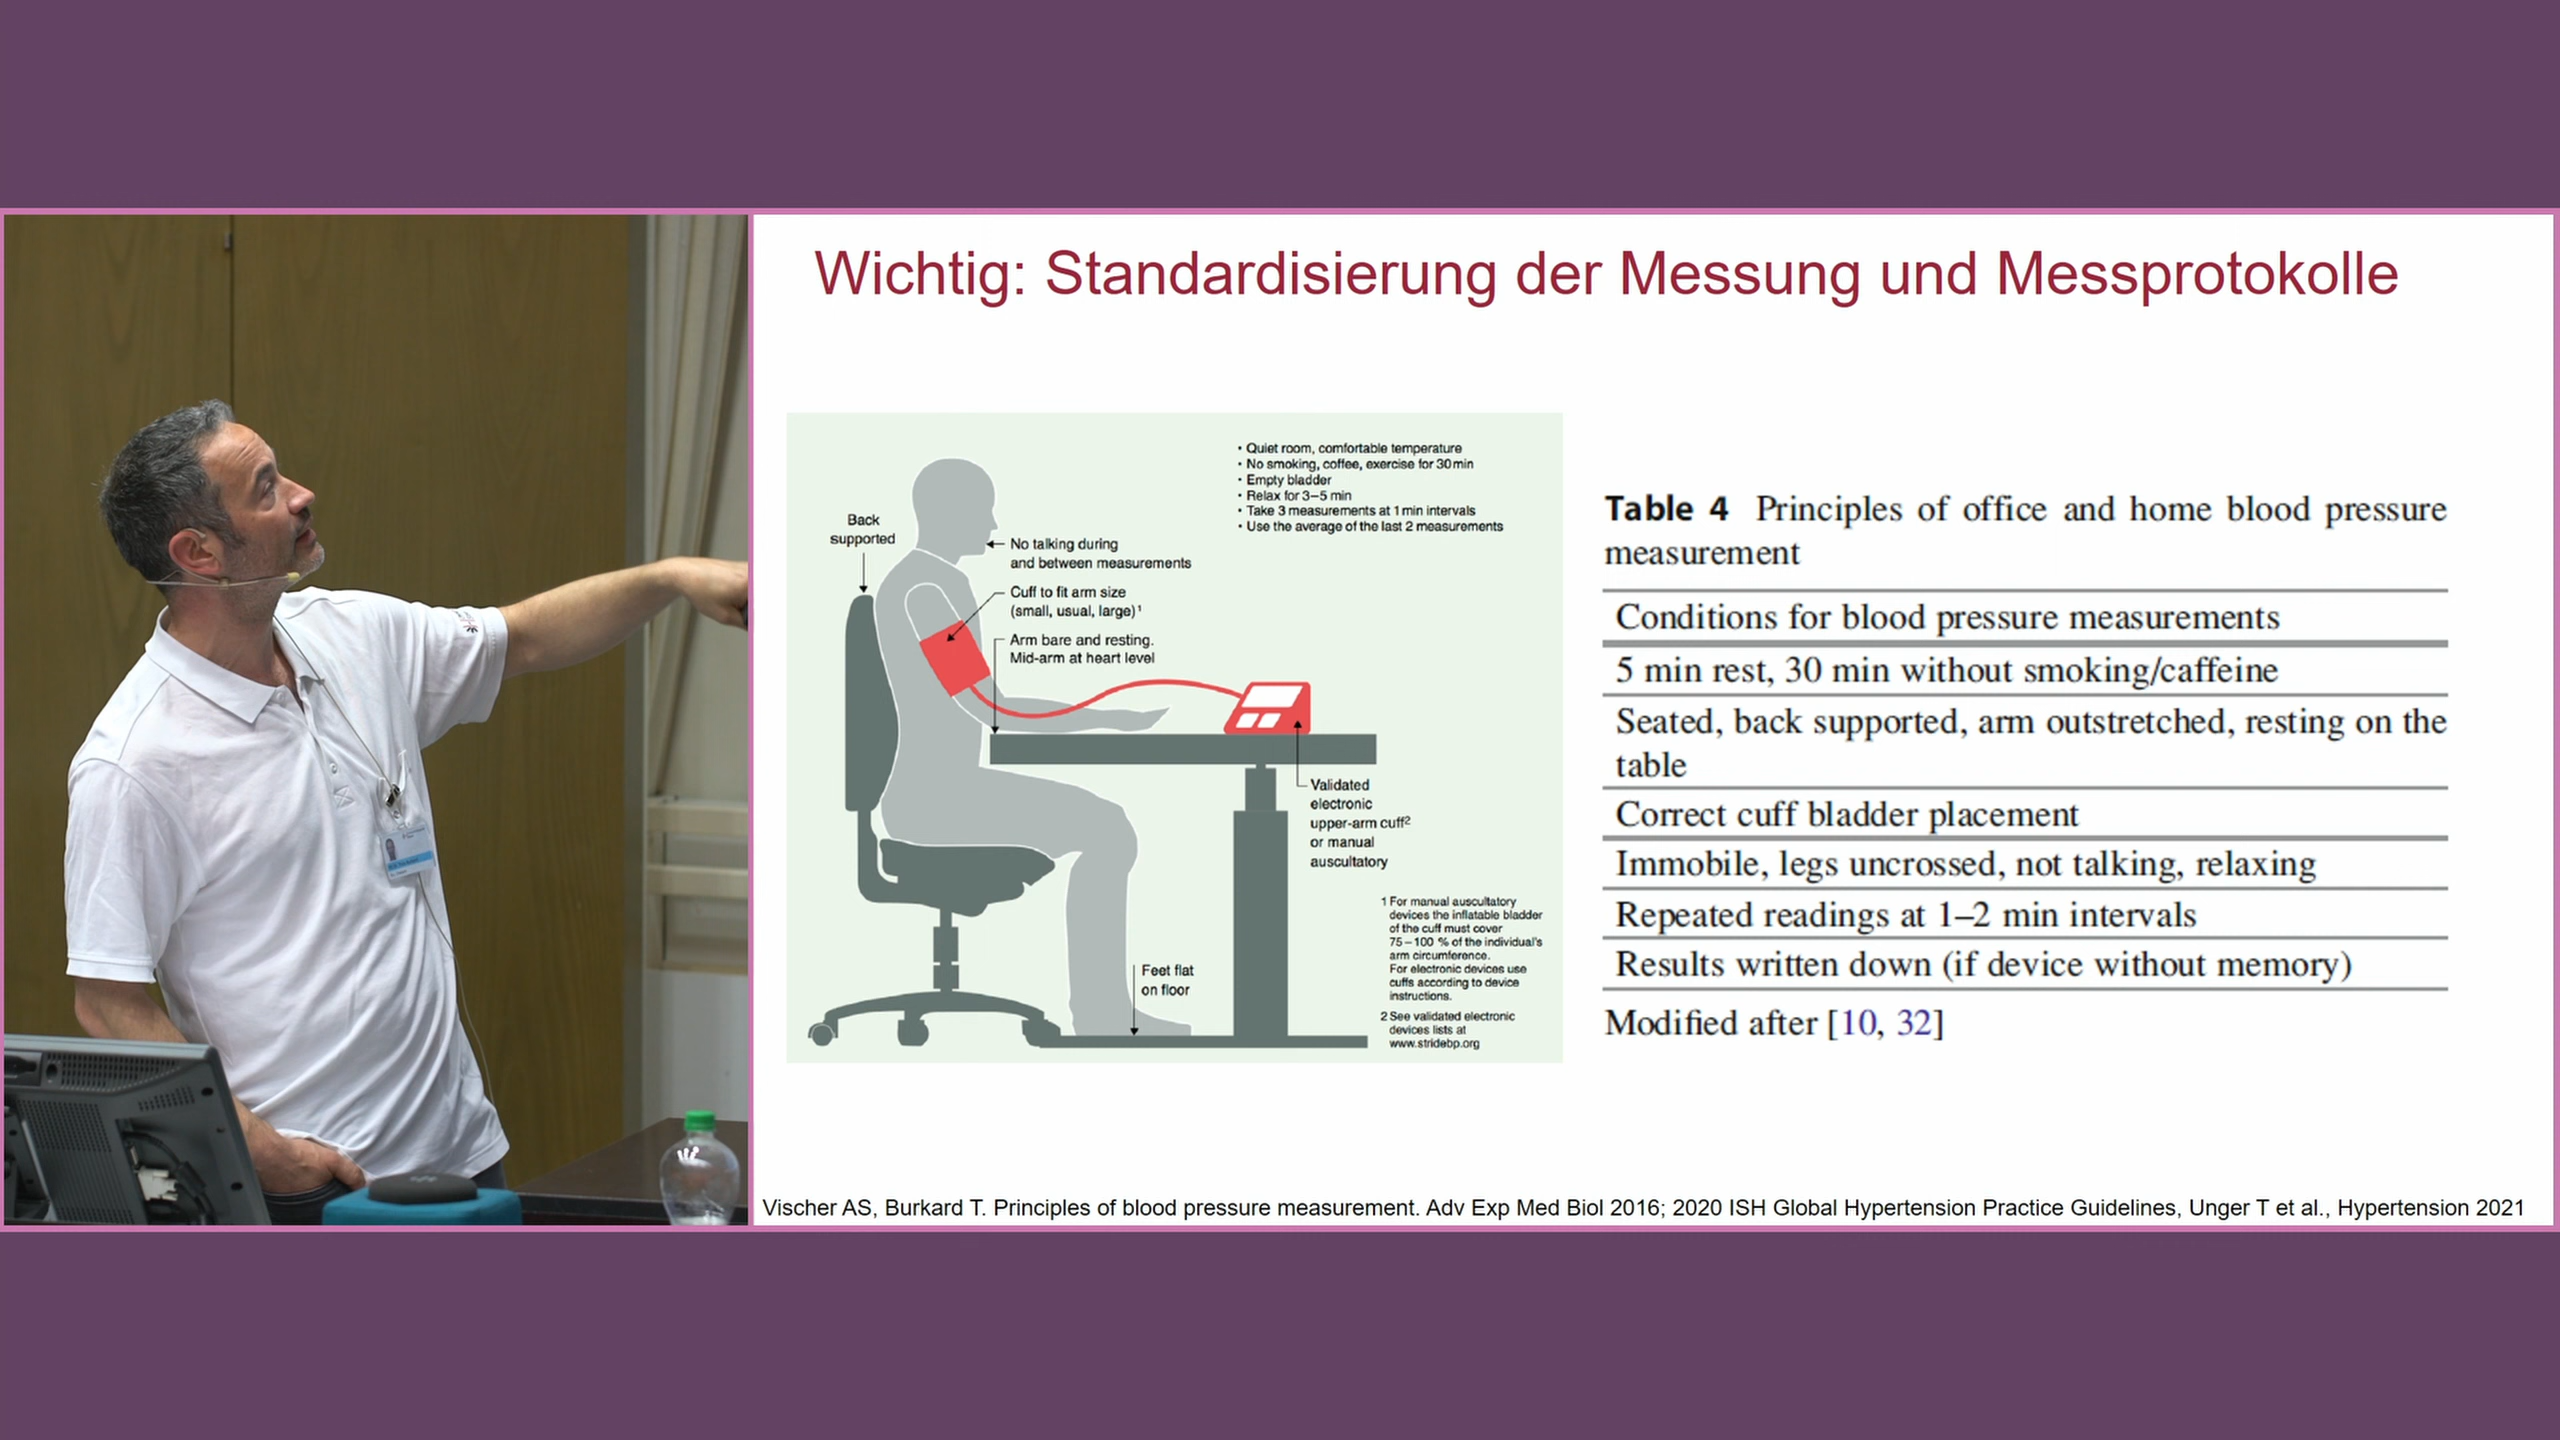 Wichtig: Standardisierung der Messung und Messprotokolle
• Quiet room, comfortable temperature
• No smoking, coffee, exercise for 30 min
• Empty bladder
• Relax for 3–5 min
• Take 3 measurements at 1 min intervals
• Use the average of the last 2 measurements
Back
supported
No talking during
and between measurements
Cuff to fit arm size
(small, usual, large)¹
Arm bare and resting.
Mid-arm at heart level
Validated
electronic
upper-arm cuff²
or manual
auscultatory
Feet flat
on floor
1 For manual auscultatory
devices the inflatable bladder
of the cuff must cover
75–100 % of the individual's
arm circumference.
For electronic devices use
cuffs according to device
instructions.
2 See validated electronic
devices lists at
www.stridebp.org
Table 4 Principles of office and home blood pressure
measurement
Conditions for blood pressure measurements
5 min rest, 30 min without smoking/caffeine
Seated, back supported, arm outstretched, resting on the
table
Correct cuff bladder placement
Immobile, legs uncrossed, not talking, relaxing
Repeated readings at 1–2 min intervals
Results written down (if device without memory)
Modified after [10, 32]
Vischer AS, Burkard T. Principles of blood pressure measurement. Adv Exp Med Biol 2016; 2020 ISH Global Hypertension Practice Guidelines, Unger T et al., Hypertension 2021